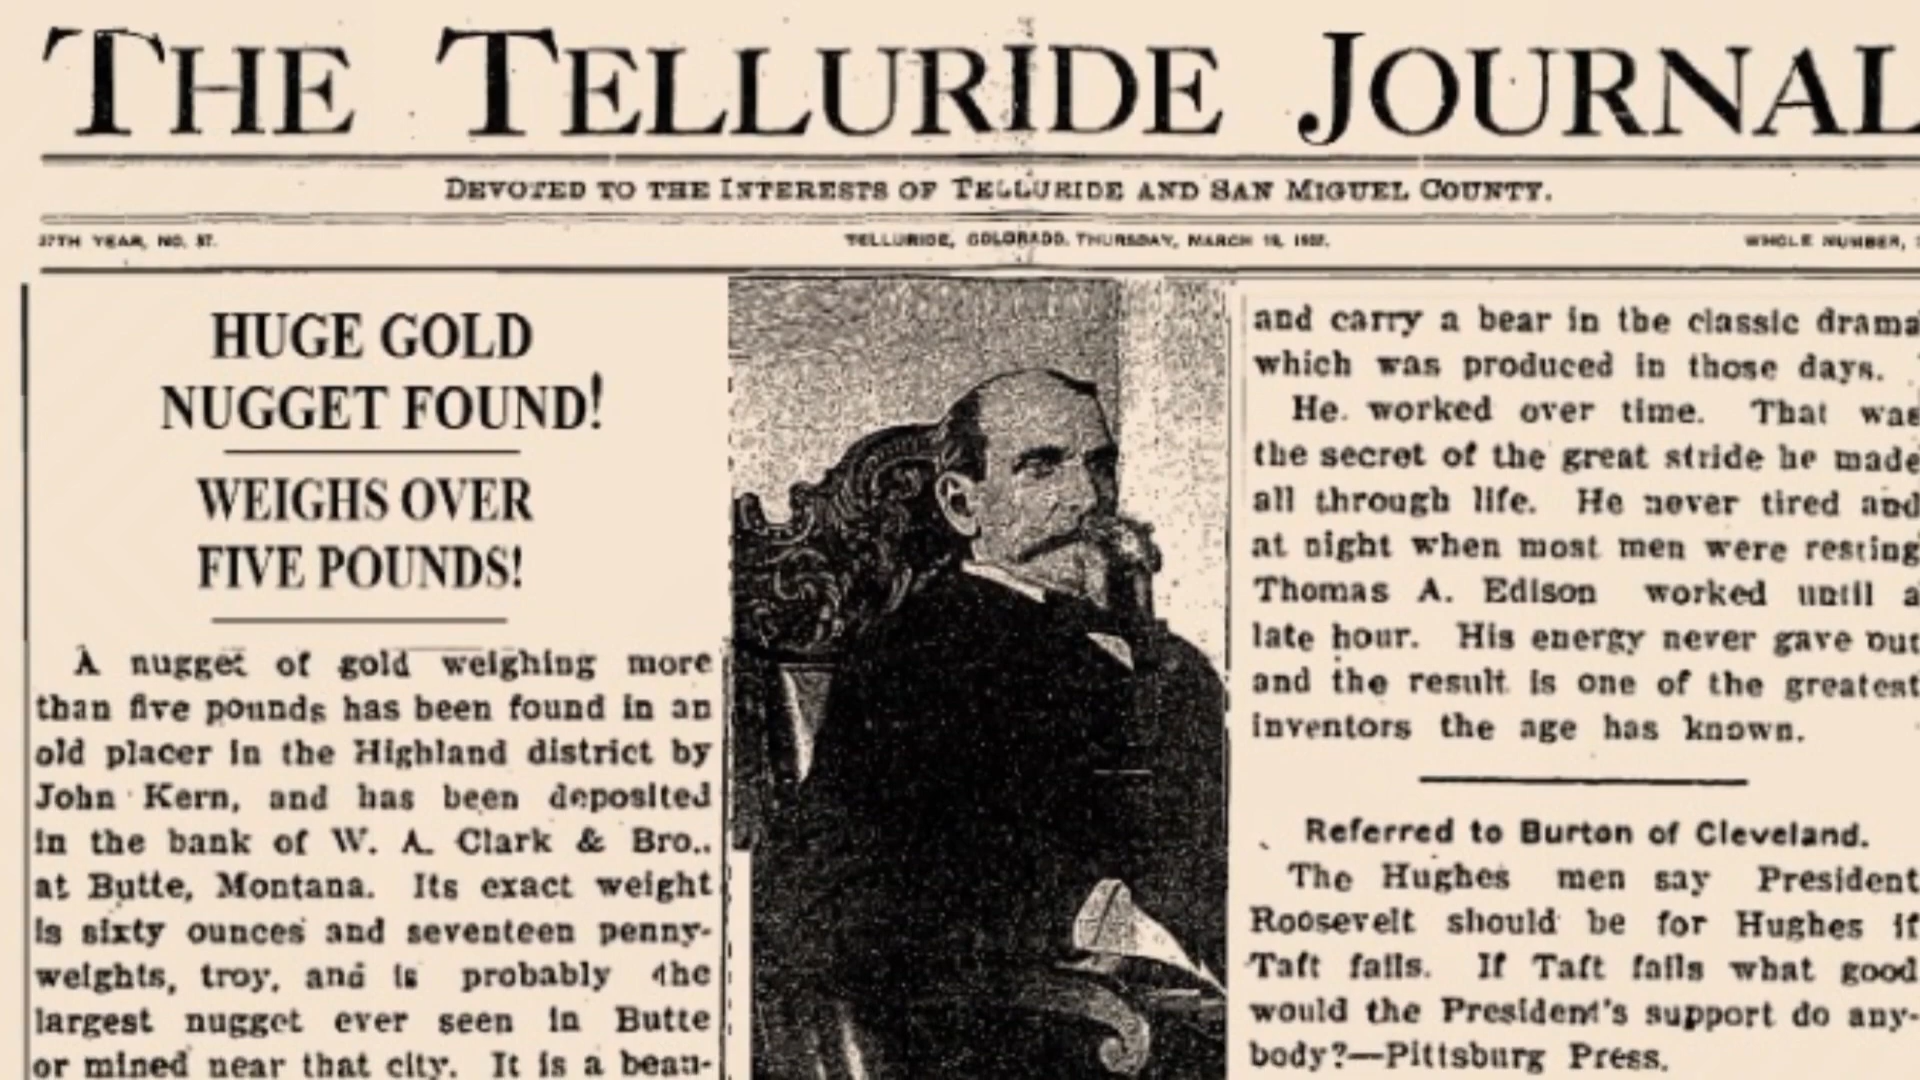 THE TELLURIDE JOURNAL
DEVOTED TO THE INTERESTS OF TELLURIDE AND SAN MIGUEL COUNTY.
YEAR, NO. 37.
TELLURIDE, COLORADO, THURSDAY, MARCH
WHOLE NUMBER,
HUGE GOLD
NUGGET FOUND!
WEIGHS OVER
FIVE POUNDS!
A nugget of gold weighing more
than five pounds has been found in an
old placer in the Highland district by
John Kern, and has been deposited
in the bank of W. A. Clark & Bro.,
at Butte, Montana. Its exact weight
is sixty ounces and seventeen penny-
weights, troy, and is probably the
largest nugget ever seen in Butte
or mined near that city. It is a beau-
and carry a bear in the classic drama
which was produced in those days.
He. worked over time. That was
the secret of the great stride he made
all through life. He never tired and
at night when most men were resting
Thomas A. Edison worked until a
late hour. His energy never gave out
and the result is one of the greatest
inventors the age has known.
Referred to Burton of Cleveland.
The Hughes men say President
Roosevelt should be for Hughes if
Taft fails. If Taft fails what good
would the President's support do any-
body?—Pittsburg Press.